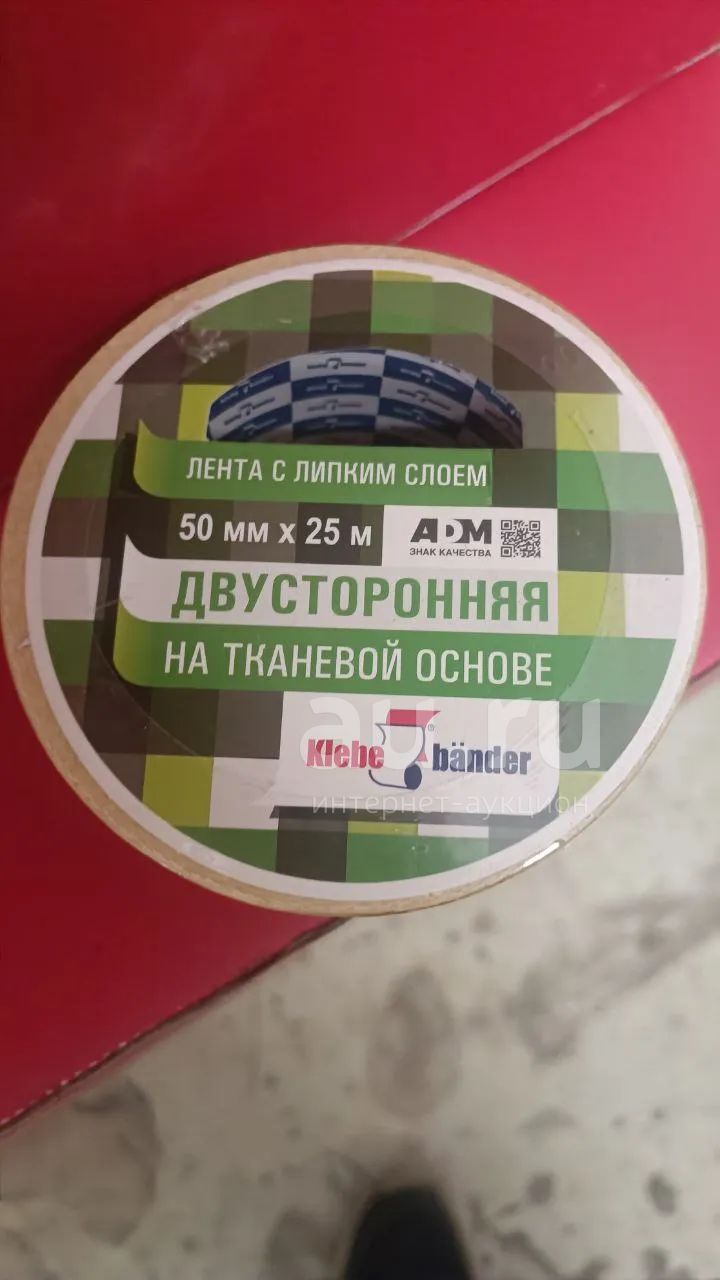 ЛЕНТА С ЛИПКИМ СЛОЕМ
50 мм х 25 м
ADM
ЗНАК КАЧЕСТВА
ДВУСТОРОННЯЯ
НА ТКАНЕВОЙ ОСНОВЕ
au.ru
Klebe bänder
®
интернет-аукцион